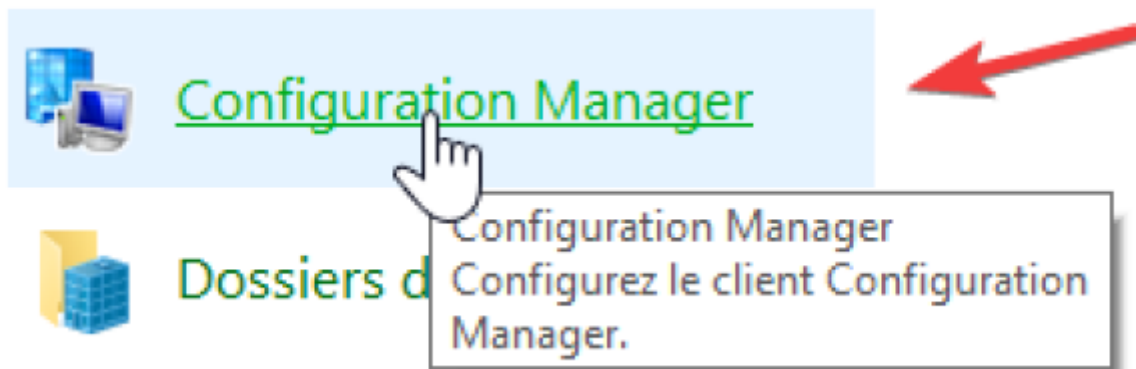 Configuration Manager
Configuration Manager
Dossiers d
Configurez le client Configuration
Manager.